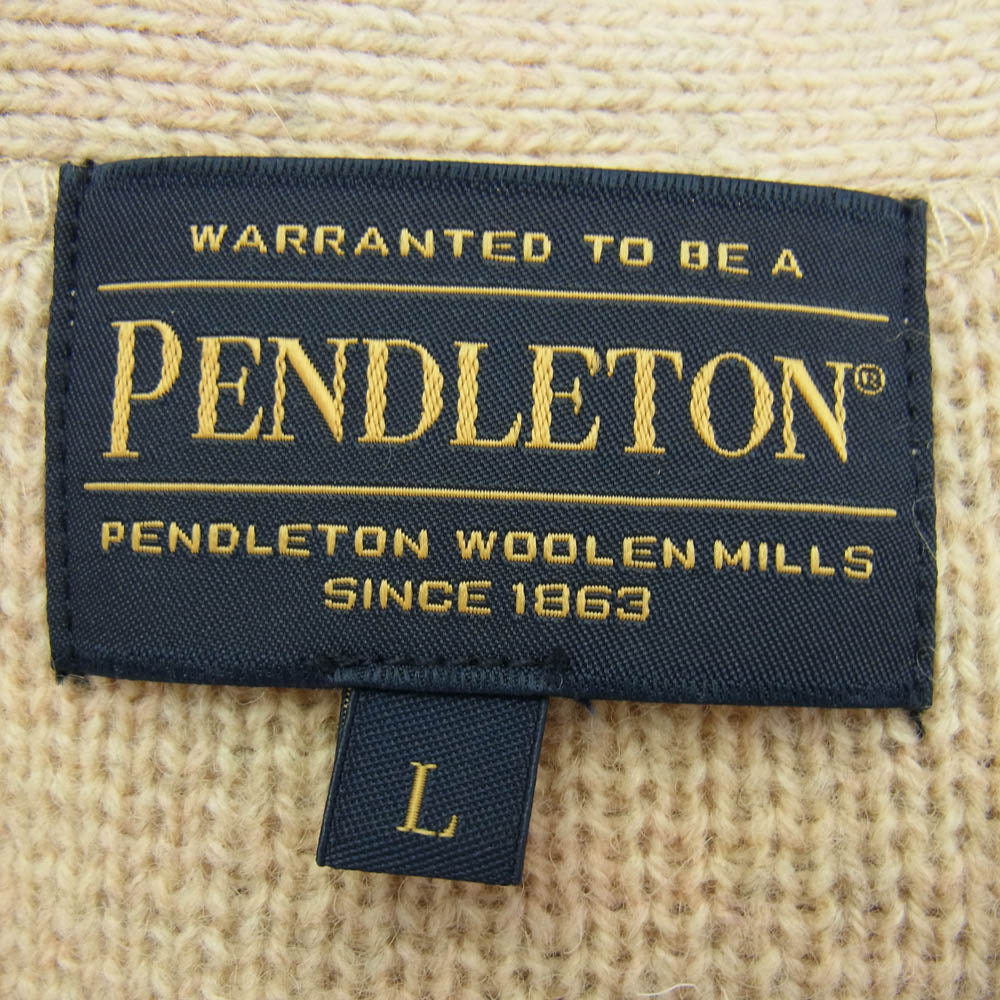 WARRANTED TO BE A
PENDLETON®
PENDLETON WOOLEN MILLS
SINCE 1863
L